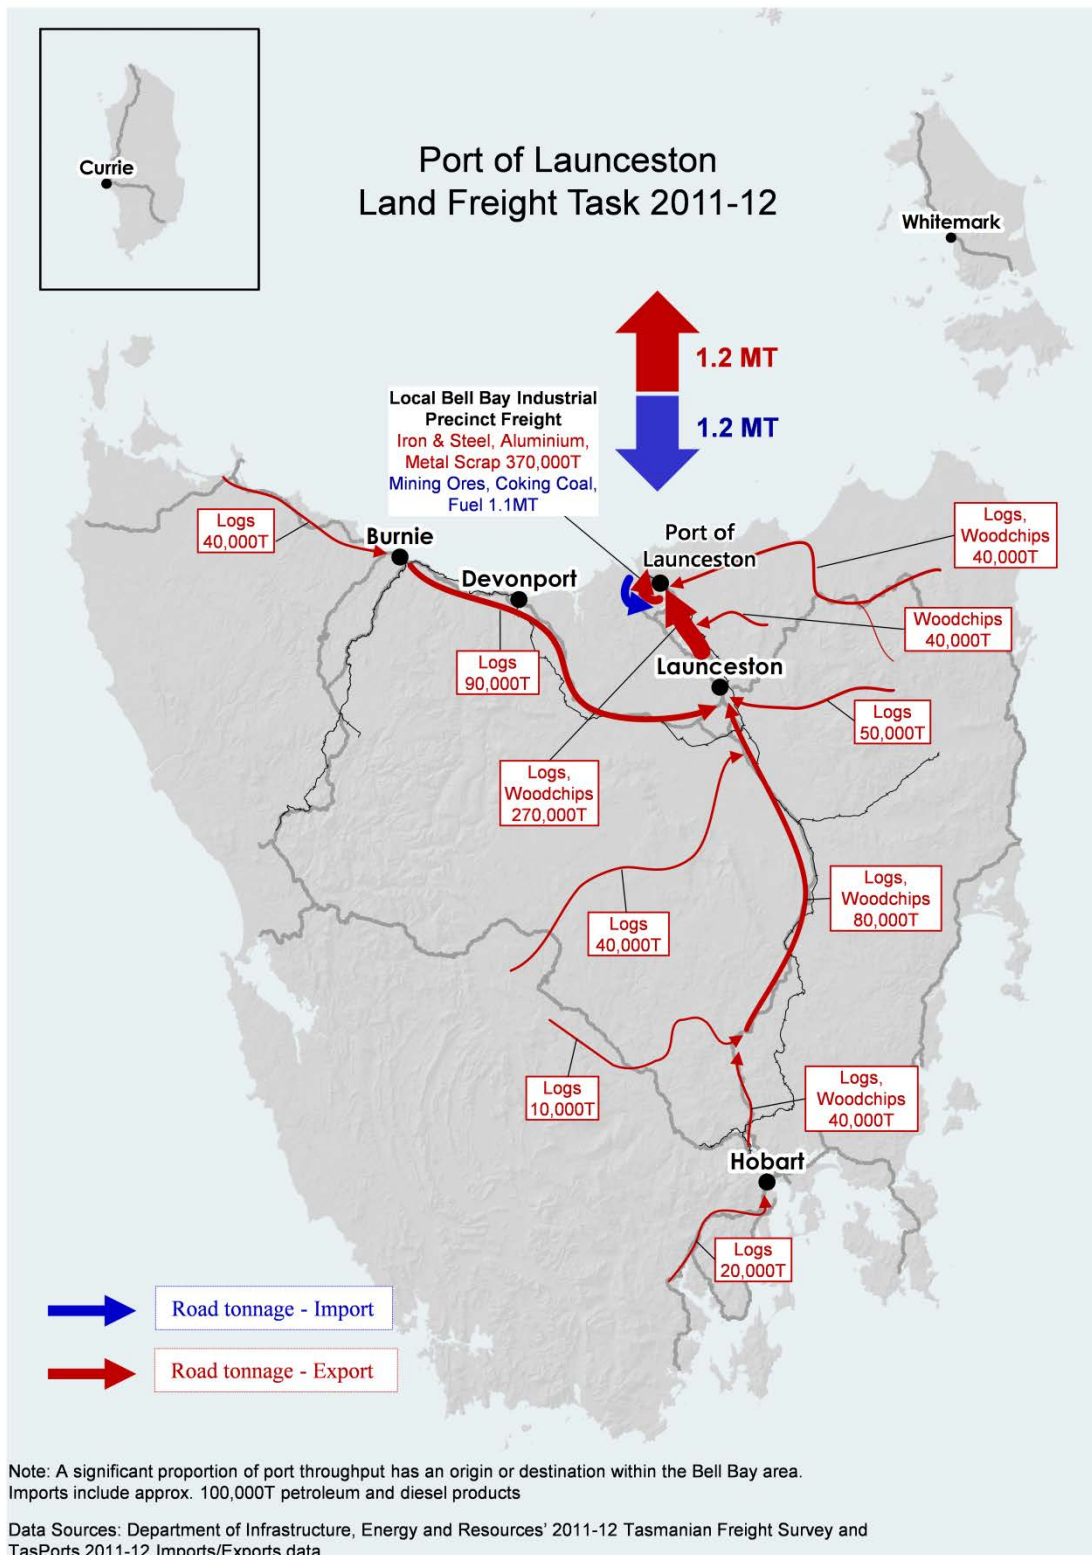 Currie
Port of Launceston
Land Freight Task 2011-12
Whitemark
1.2 MT
1.2 MT
Local Bell Bay Industrial
Precinct Freight
Iron & Steel, Aluminium,
Metal Scrap 370,000T
Mining Ores, Coking Coal,
Fuel 1.1MT
Logs
40,000T
Burnie
Devonport
Port of
Launceston
Logs,
Woodchips
40,000T
Woodchips
40,000T
Logs
90,000T
Launceston
Logs
50,000T
Logs,
Woodchips
270,000T
Logs
40,000T
Logs,
Woodchips
80,000T
Logs
10,000T
Logs,
Woodchips
40,000T
Hobart
Logs
20,000T
Road tonnage - Import
Road tonnage - Export
Note: A significant proportion of port throughput has an origin or destination within the Bell Bay area.
Imports include approx. 100,000T petroleum and diesel products
Data Sources: Department of Infrastructure, Energy and Resources' 2011-12 Tasmanian Freight Survey and
TasPorts 2011-12 Imports/Exports data